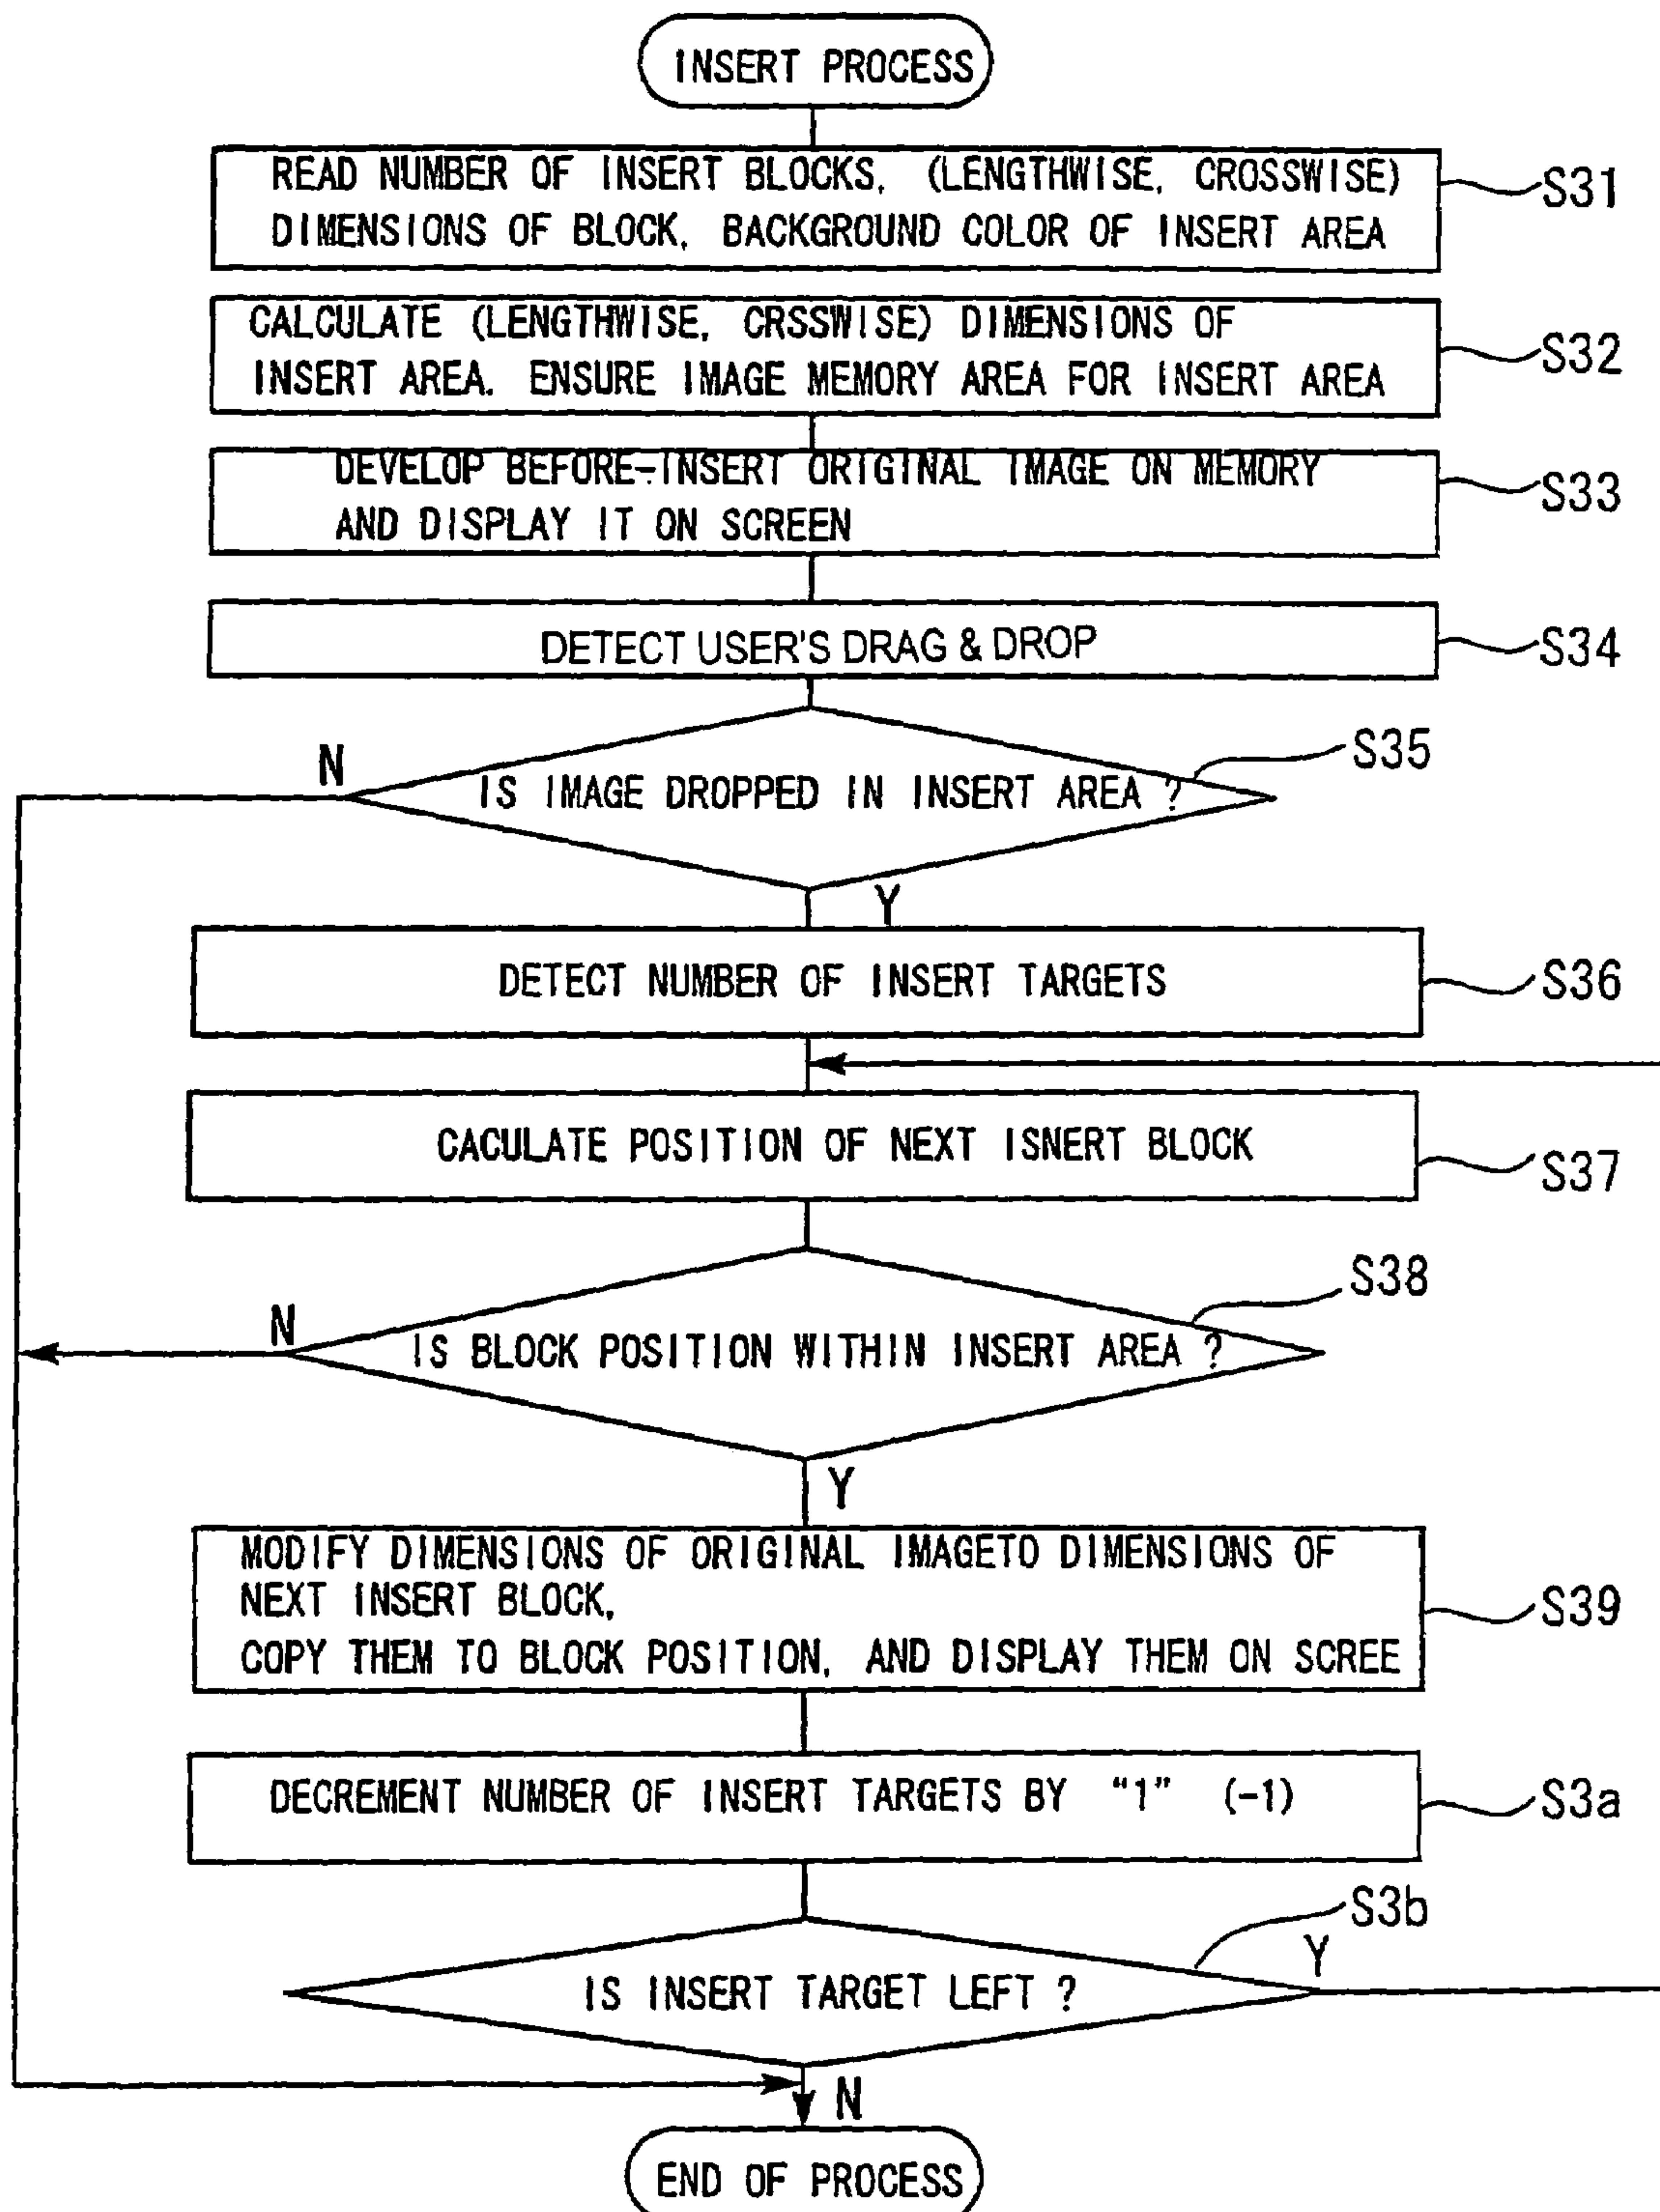 INSERT PROCESS
READ NUMBER OF INSERT BLOCKS, (LENGTHWISE, CROSSWISE)
DIMENSIONS OF BLOCK, BACKGROUND COLOR OF INSERT AREA
S31
CALCULATE (LENGTHWISE, CRSSWISE) DIMENSIONS OF
INSERT AREA. ENSURE IMAGE MEMORY AREA FOR INSERT AREA
S32
DEVELOP BEFORE-INSERT ORIGINAL IMAGE ON MEMORY
AND DISPLAY IT ON SCREEN
S33
DETECT USER'S DRAG & DROP
S34
S35
N
IS IMAGE DROPPED IN INSERT AREA ?
Y
DETECT NUMBER OF INSERT TARGETS
S36
CACULATE POSITION OF NEXT ISNERT BLOCK
S37
S38
N
IS BLOCK POSITION WITHIN INSERT AREA ?
Y
MODIFY DIMENSIONS OF ORIGINAL IMAGETO DIMENSIONS OF
NEXT INSERT BLOCK,
COPY THEM TO BLOCK POSITION, AND DISPLAY THEM ON SCREE
S39
DECREMENT NUMBER OF INSERT TARGETS BY “1” (-1)
S3a
S3b
Y
IS INSERT TARGET LEFT ?
N
END OF PROCESS